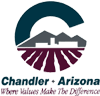 Chandler • Arizona
Where Values Make The Difference